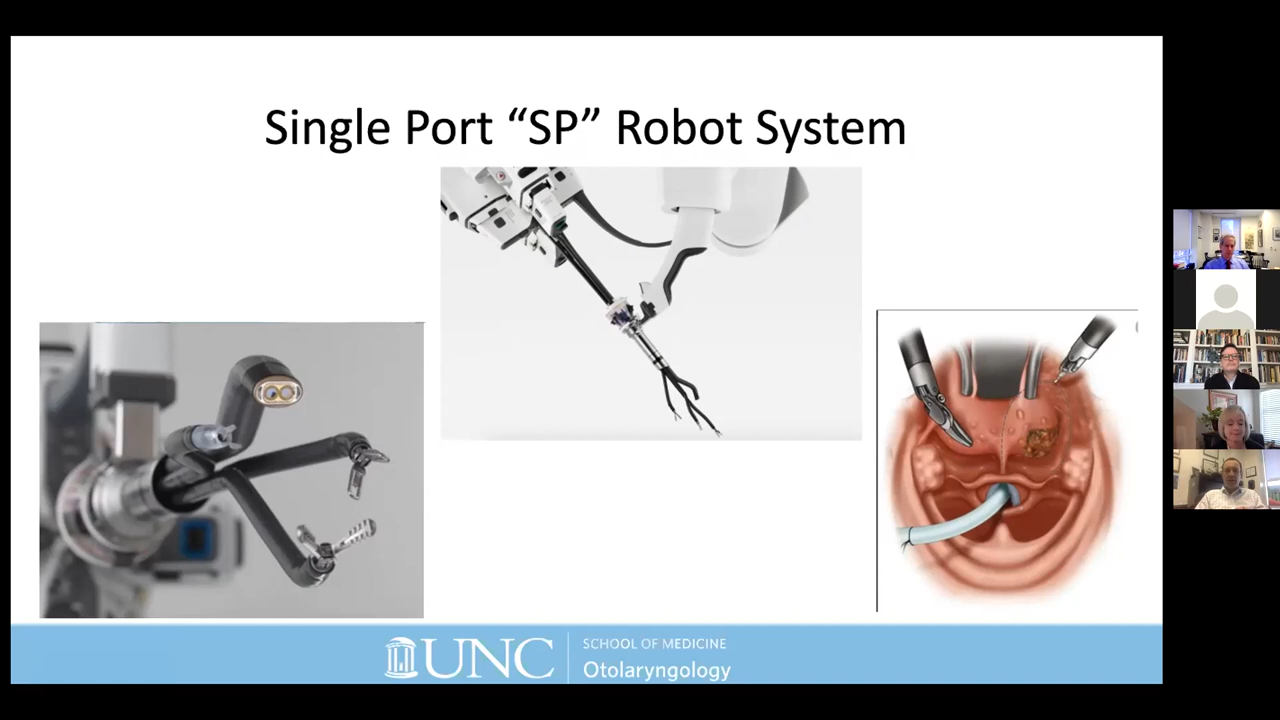 Single Port “SP” Robot System
UNC
SCHOOL OF MEDICINE
Otolaryngology